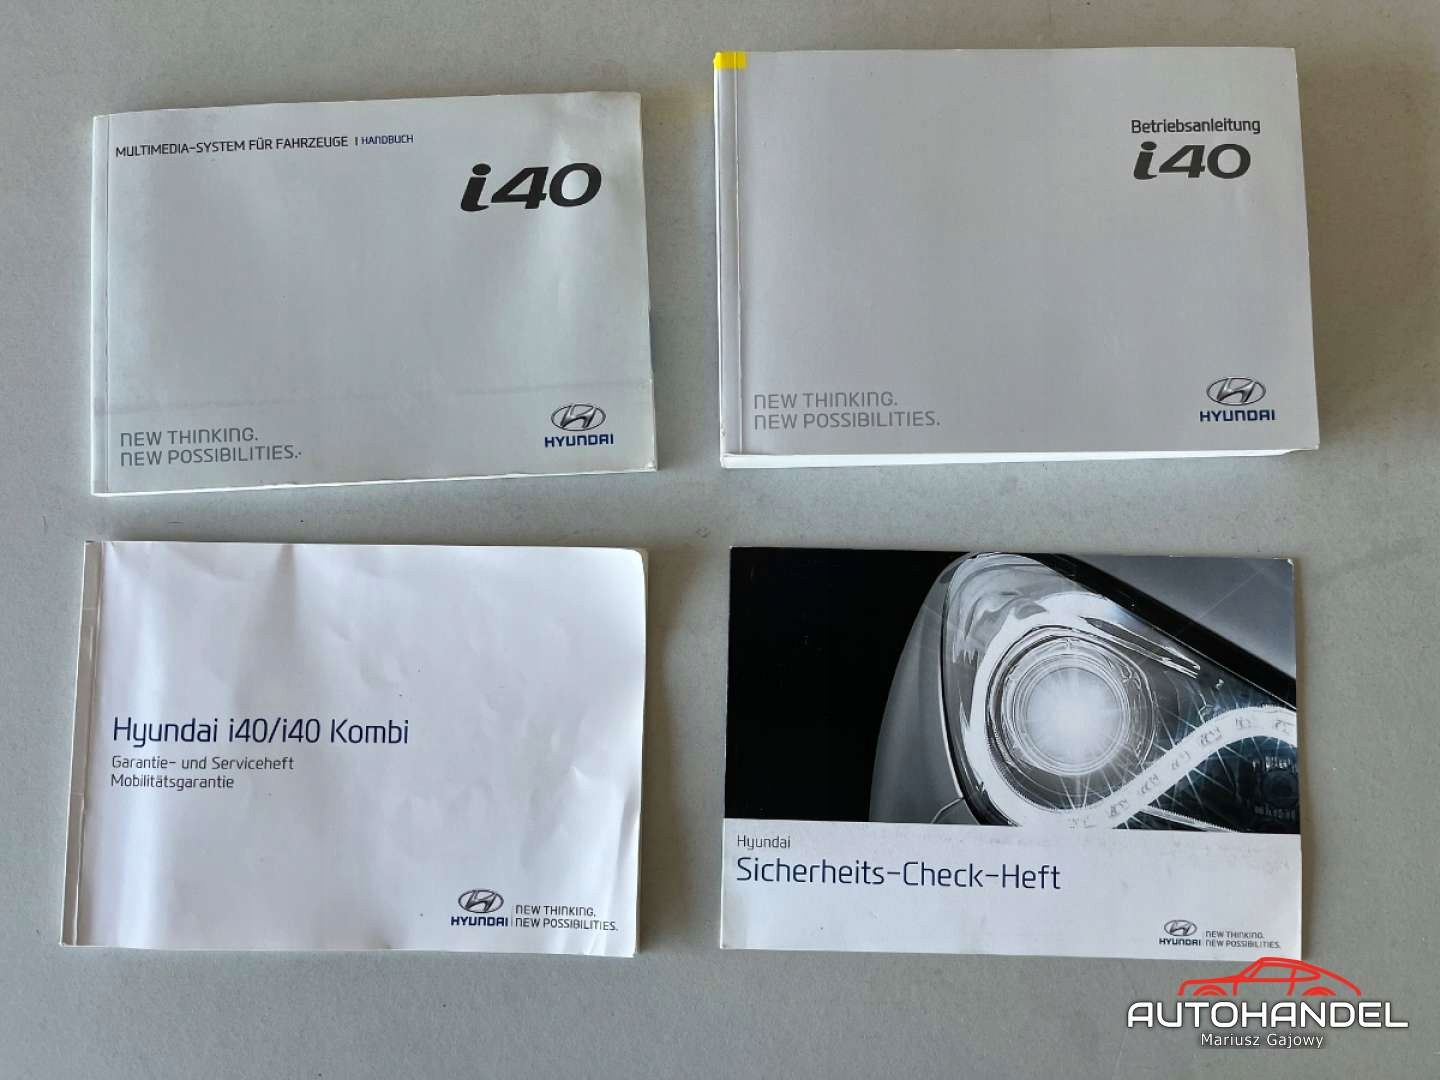 MULTIMEDIA-SYSTEM FÜR FAHRZEUGE | HANDBUCH
i40
NEW THINKING.
NEW POSSIBILITIES.
HYUNDAI
Betriebsanleitung
i40
NEW THINKING.
NEW POSSIBILITIES.
HYUNDAI
Hyundai i40/i40 Kombi
Garantie- und Serviceheft
Mobilitätsgarantie
HYUNDAI
NEW THINKING.
NEW POSSIBILITIES.
Hyundai
Sicherheits-Check-Heft
HYUNDAI
NEW THINKING.
NEW POSSIBILITIES.
AUTOHANDEL
Mariusz Gajowy